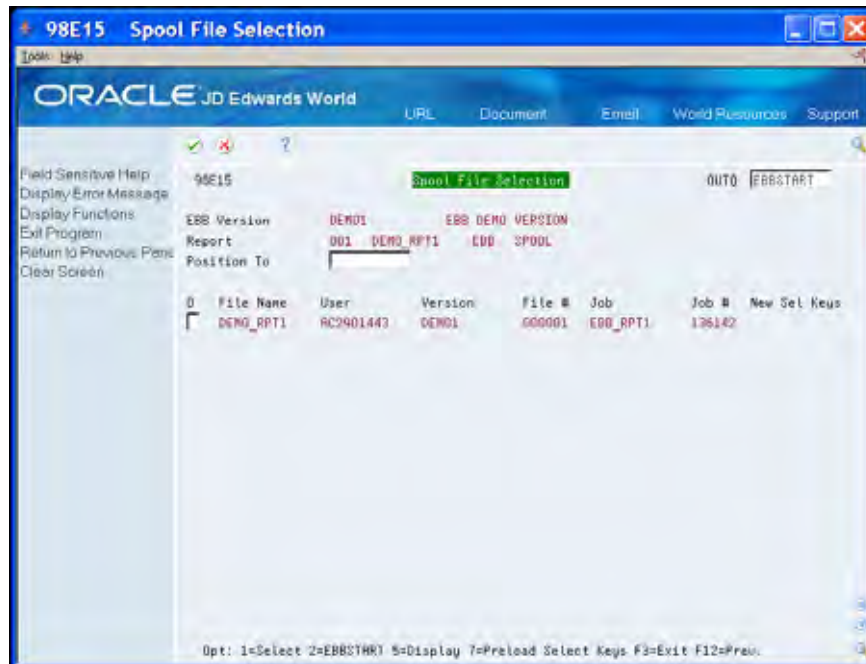 98E15 Spool File Selection
Tools Help
ORACLE JD Edwards World
URL Document Email World Resources Support
Field Sensitive Help
Display Error Message
Display Functions
Exit Program
Return to Previous Pane
Clear Screen
98E15 Spool File Selection OUTQ EBBSTART
EBB Version DEMO1 EBB DEMO VERSION
Report 001 DEMO_RPT1 EBB SPOOL
Position To
O File Name User Version File # Job Job # New Sel Keys
DEMO_RPT1 AC2901443 DEMO1 000001 EBB_RPT1 136142
Opt: 1=Select 2=EBBSTART 5=Display 7=Preload Select Keys F3=Exit F12=Prev.